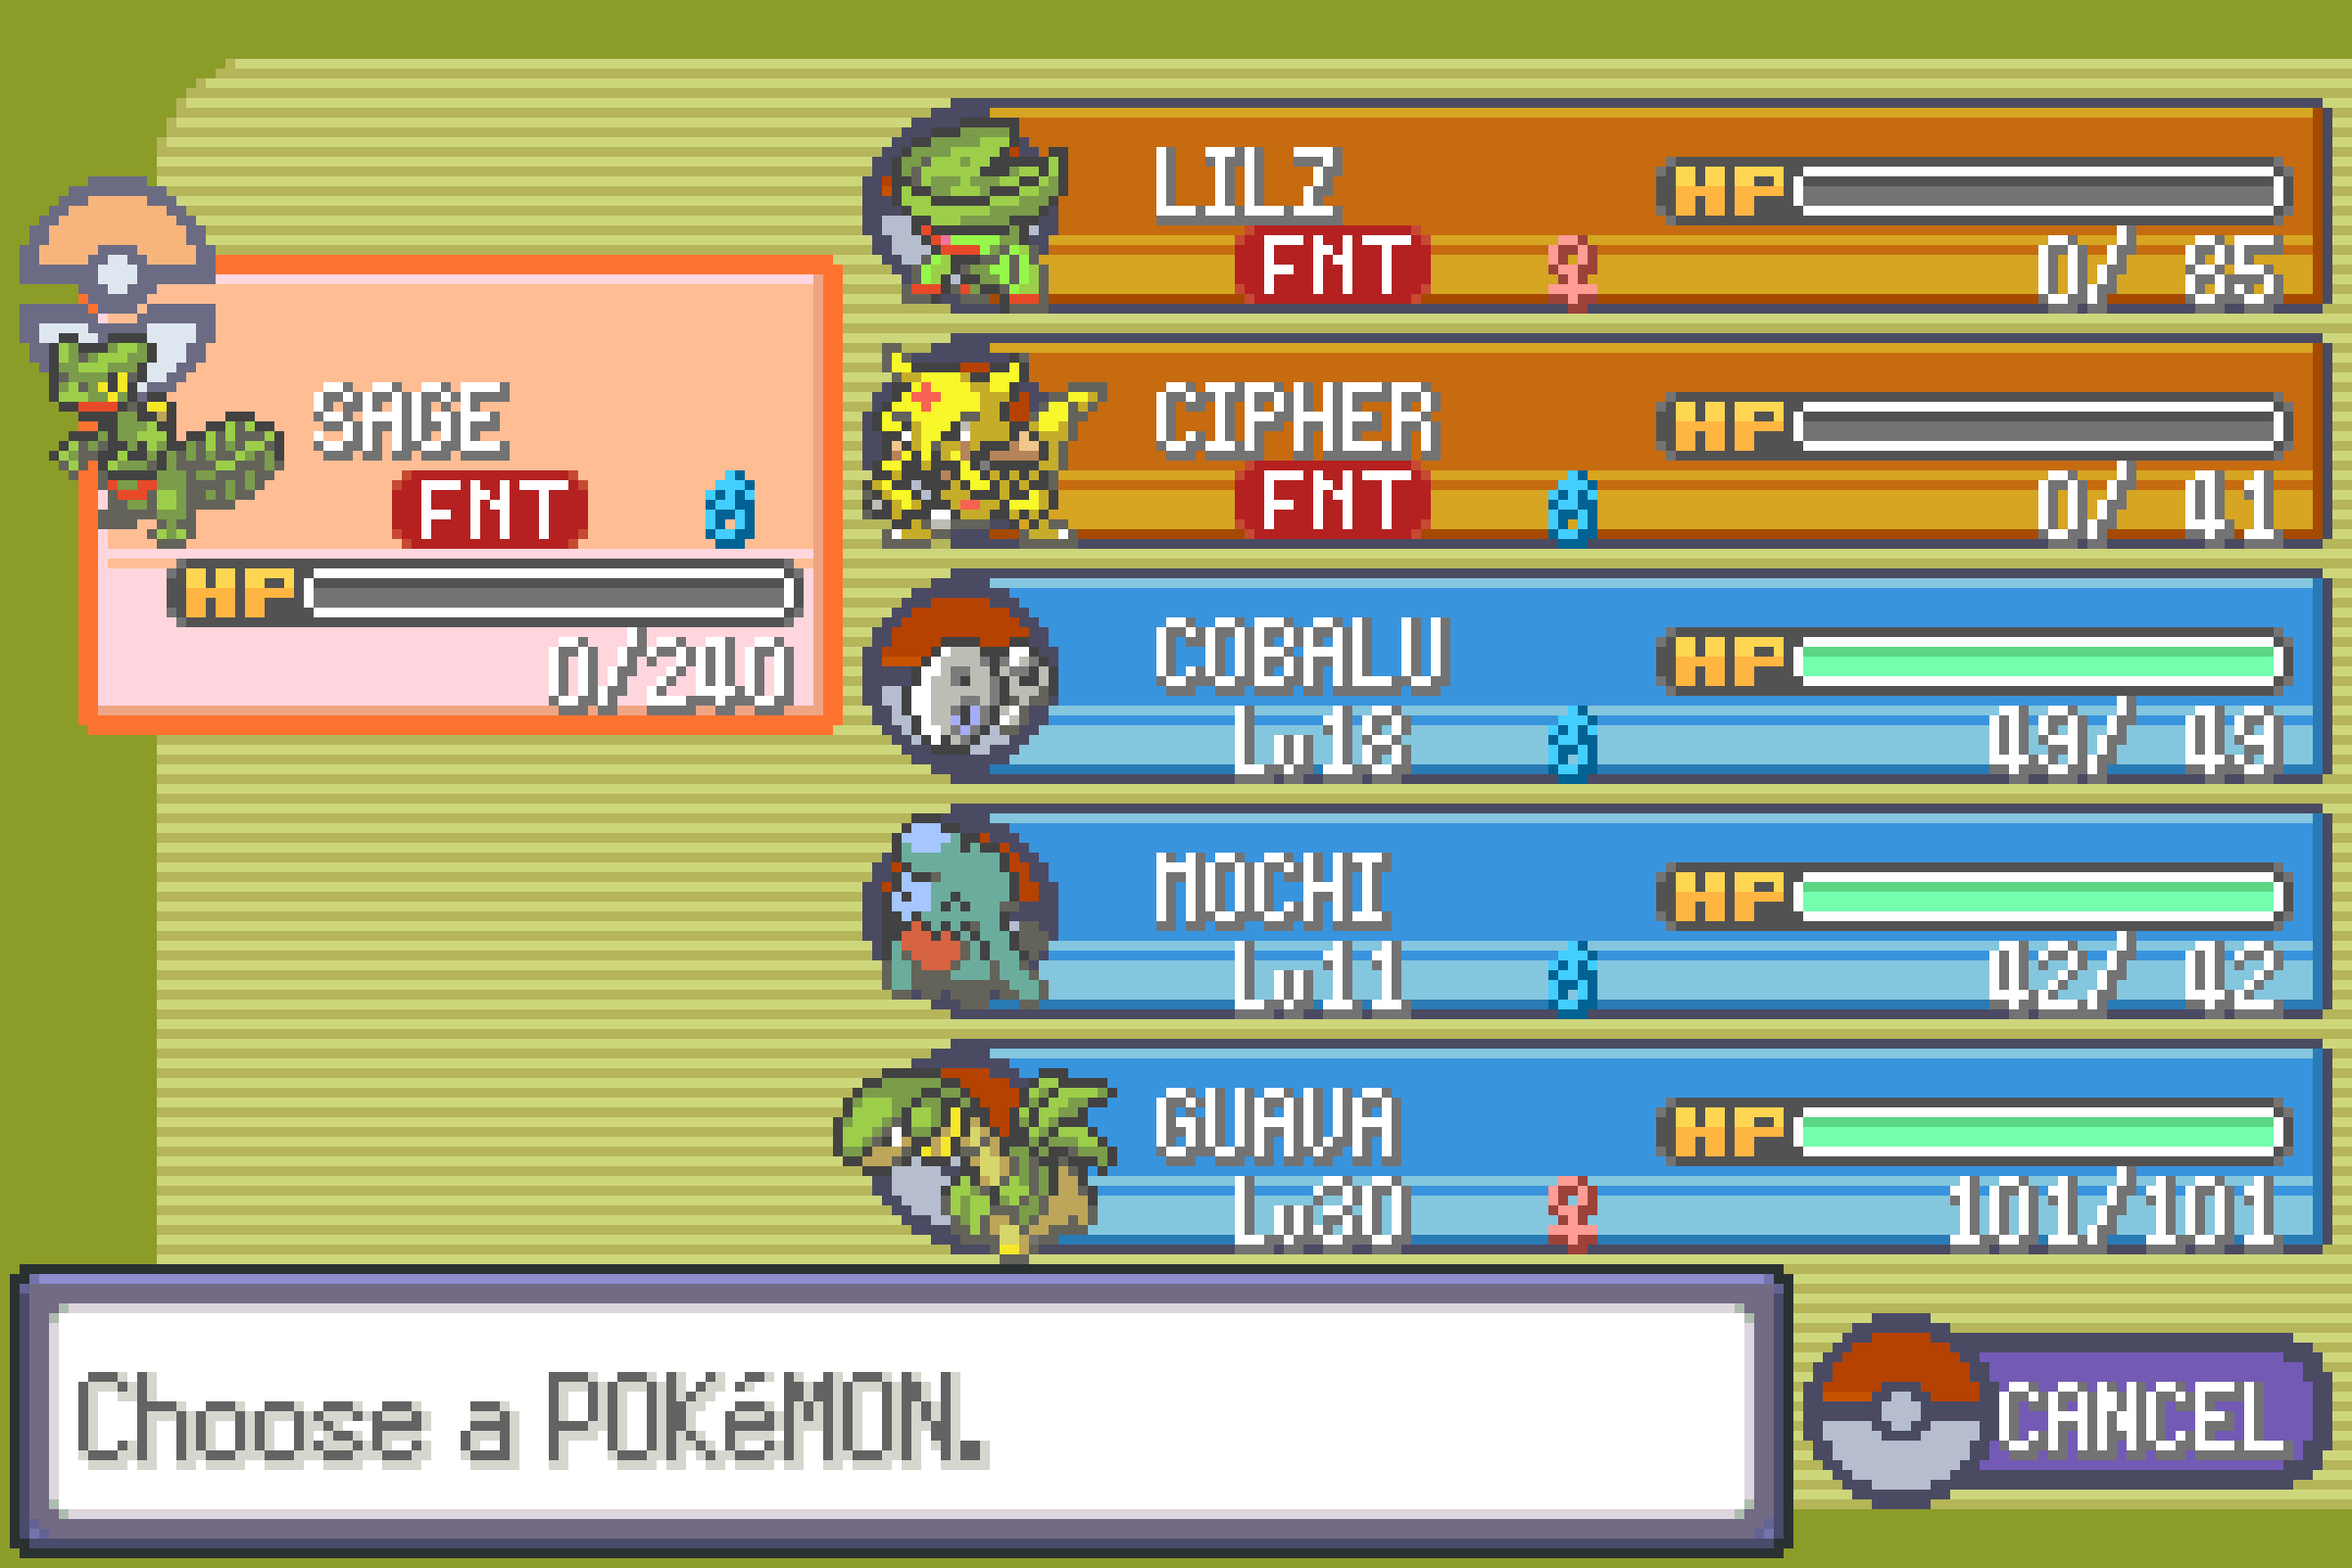 SAGE
FNT ♂
HP
0/240
LILZ
HP
FNT ♀
0/ 85
CIPHER
HP
FNT ♂
0/ 41
COBALU
HP
Lv18 ♂
49/ 49
MOCHI
HP
Lv11 ♂
42/ 42
GUAVA
HP
Lv30 ♀
101/101
Choose a POKéMON.
CANCEL